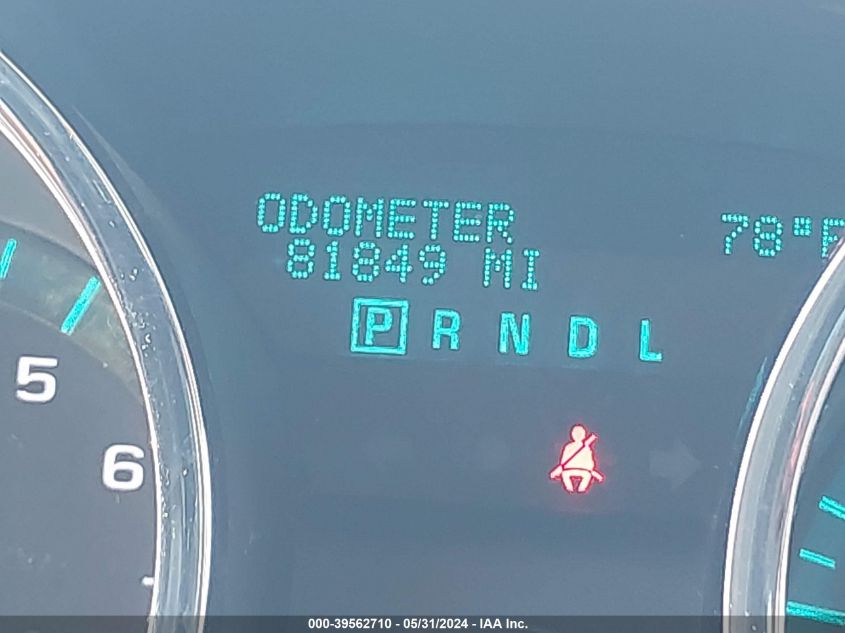 ODOMETER
81849 MI
78°F
P R N D L
5
6
000-39562710 - 05/31/2024 - IAA Inc.